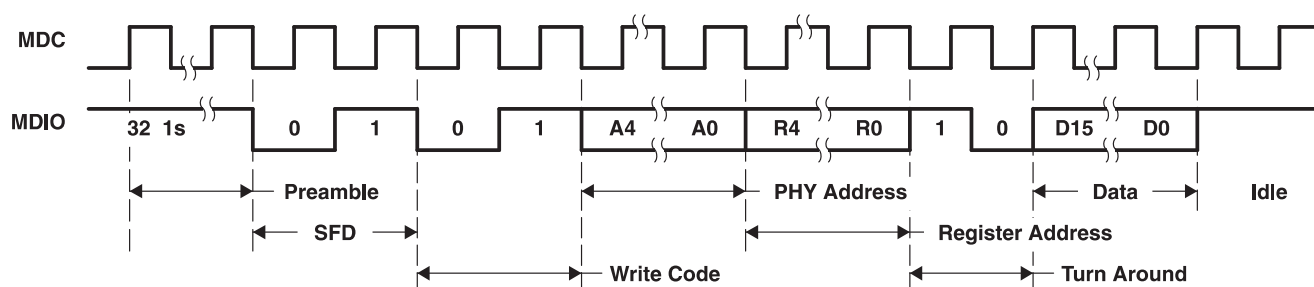 MDC
MDIO
32 1s 0 1 0 1 A4 A0 R4 R0 1 0 D15 D0
Preamble PHY Address Data Idle
SFD Register Address
Write Code Turn Around